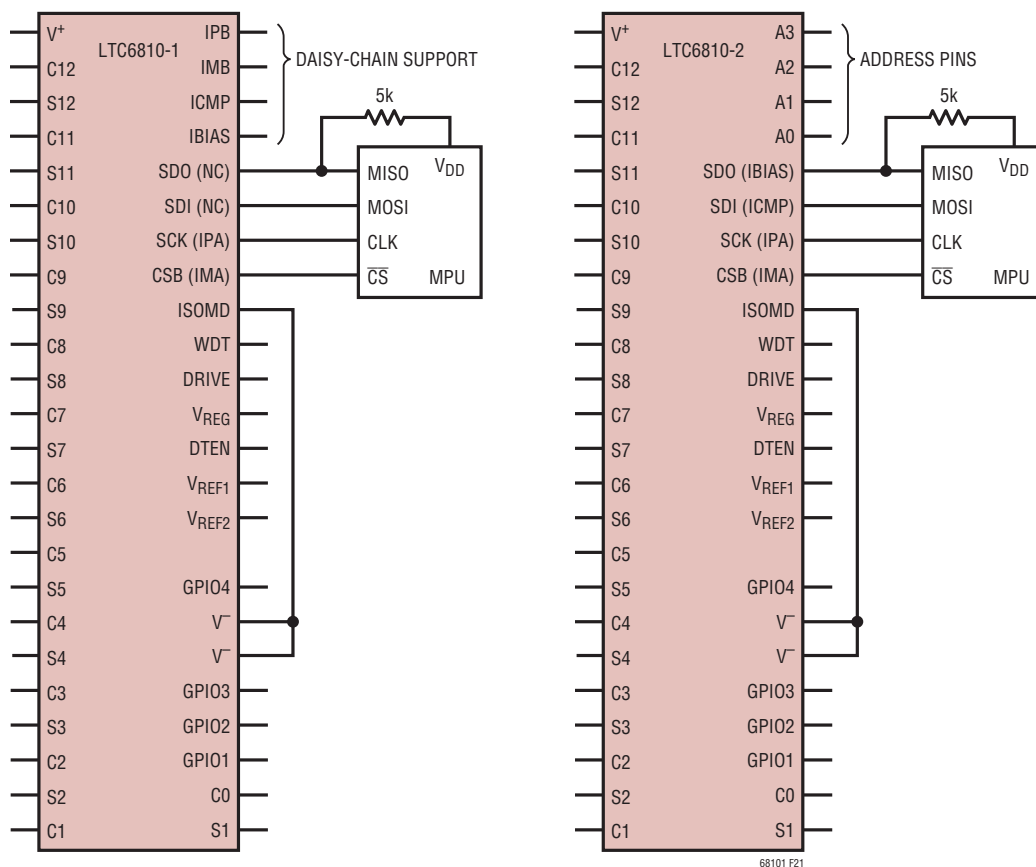 LTC6810-1
V+
C12
S12
C11
S11
C10
S10
C9
S9
C8
S8
C7
S7
C6
S6
C5
S5
C4
S4
C3
S3
C2
S2
C1
IPB
IMB
ICMP
IBIAS
SDO (NC)
SDI (NC)
SCK (IPA)
CSB (IMA)
ISOMD
WDT
DRIVE
VREG
DTEN
VREF1
VREF2
GPIO4
V–
V–
GPIO3
GPIO2
GPIO1
C0
S1
DAISY-CHAIN SUPPORT
5k
MISO VDD
MOSI
CLK
C̅S̅ MPU
LTC6810-2
V+
C12
S12
C11
S11
C10
S10
C9
S9
C8
S8
C7
S7
C6
S6
C5
S5
C4
S4
C3
S3
C2
S2
C1
A3
A2
A1
A0
SDO (IBIAS)
SDI (ICMP)
SCK (IPA)
CSB (IMA)
ISOMD
WDT
DRIVE
VREG
DTEN
VREF1
VREF2
GPIO4
V–
V–
GPIO3
GPIO2
GPIO1
C0
S1
ADDRESS PINS
5k
MISO VDD
MOSI
CLK
C̅S̅ MPU
68101 F21